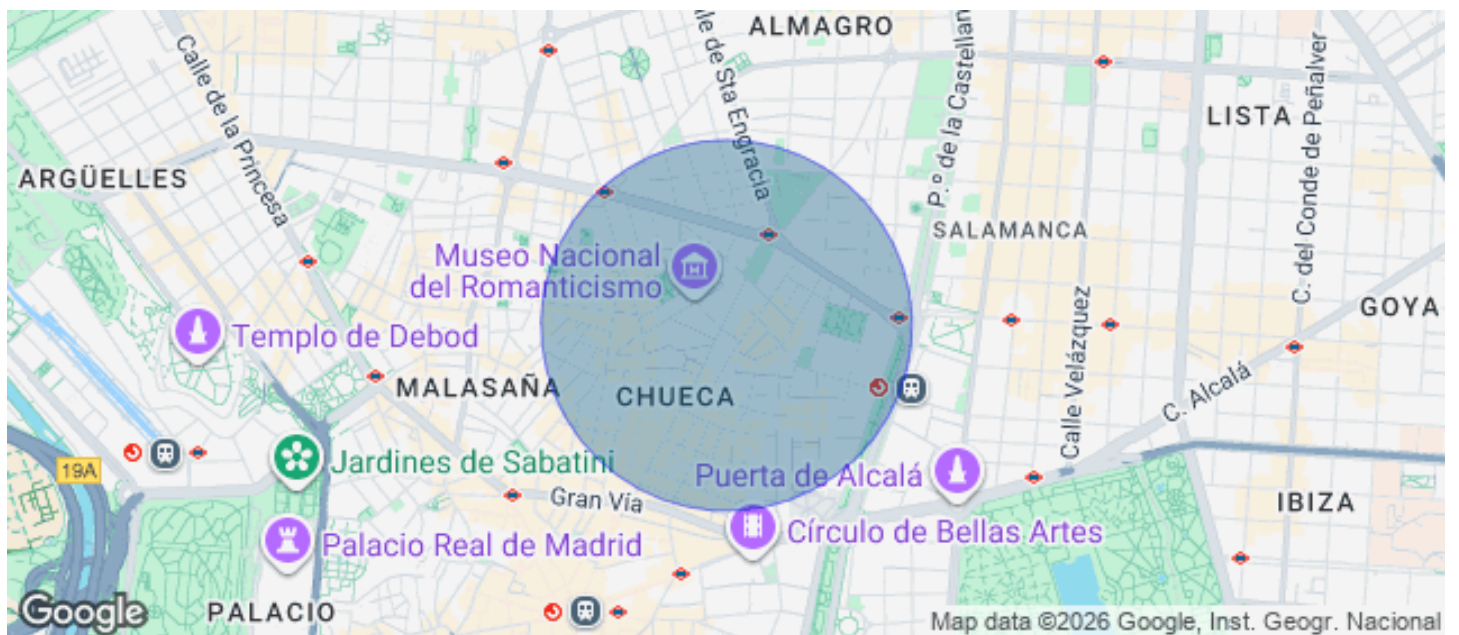 ALMAGRO
Calle de la Princesa
le de Sta Engracia
P.º de la Castellan
C. del Conde de Peñalver
LISTA
ARGÜELLES
SALAMANCA
Museo Nacional
del Romanticismo
Calle Velázquez
GOYA
Templo de Debod
MALASAÑA
CHUECA
C. Alcalá
19A
Jardines de Sabatini
Puerta de Alcalá
Gran Vía
IBIZA
Palacio Real de Madrid
Círculo de Bellas Artes
Google
PALACIO
Map data ©2026 Google, Inst. Geogr. Nacional